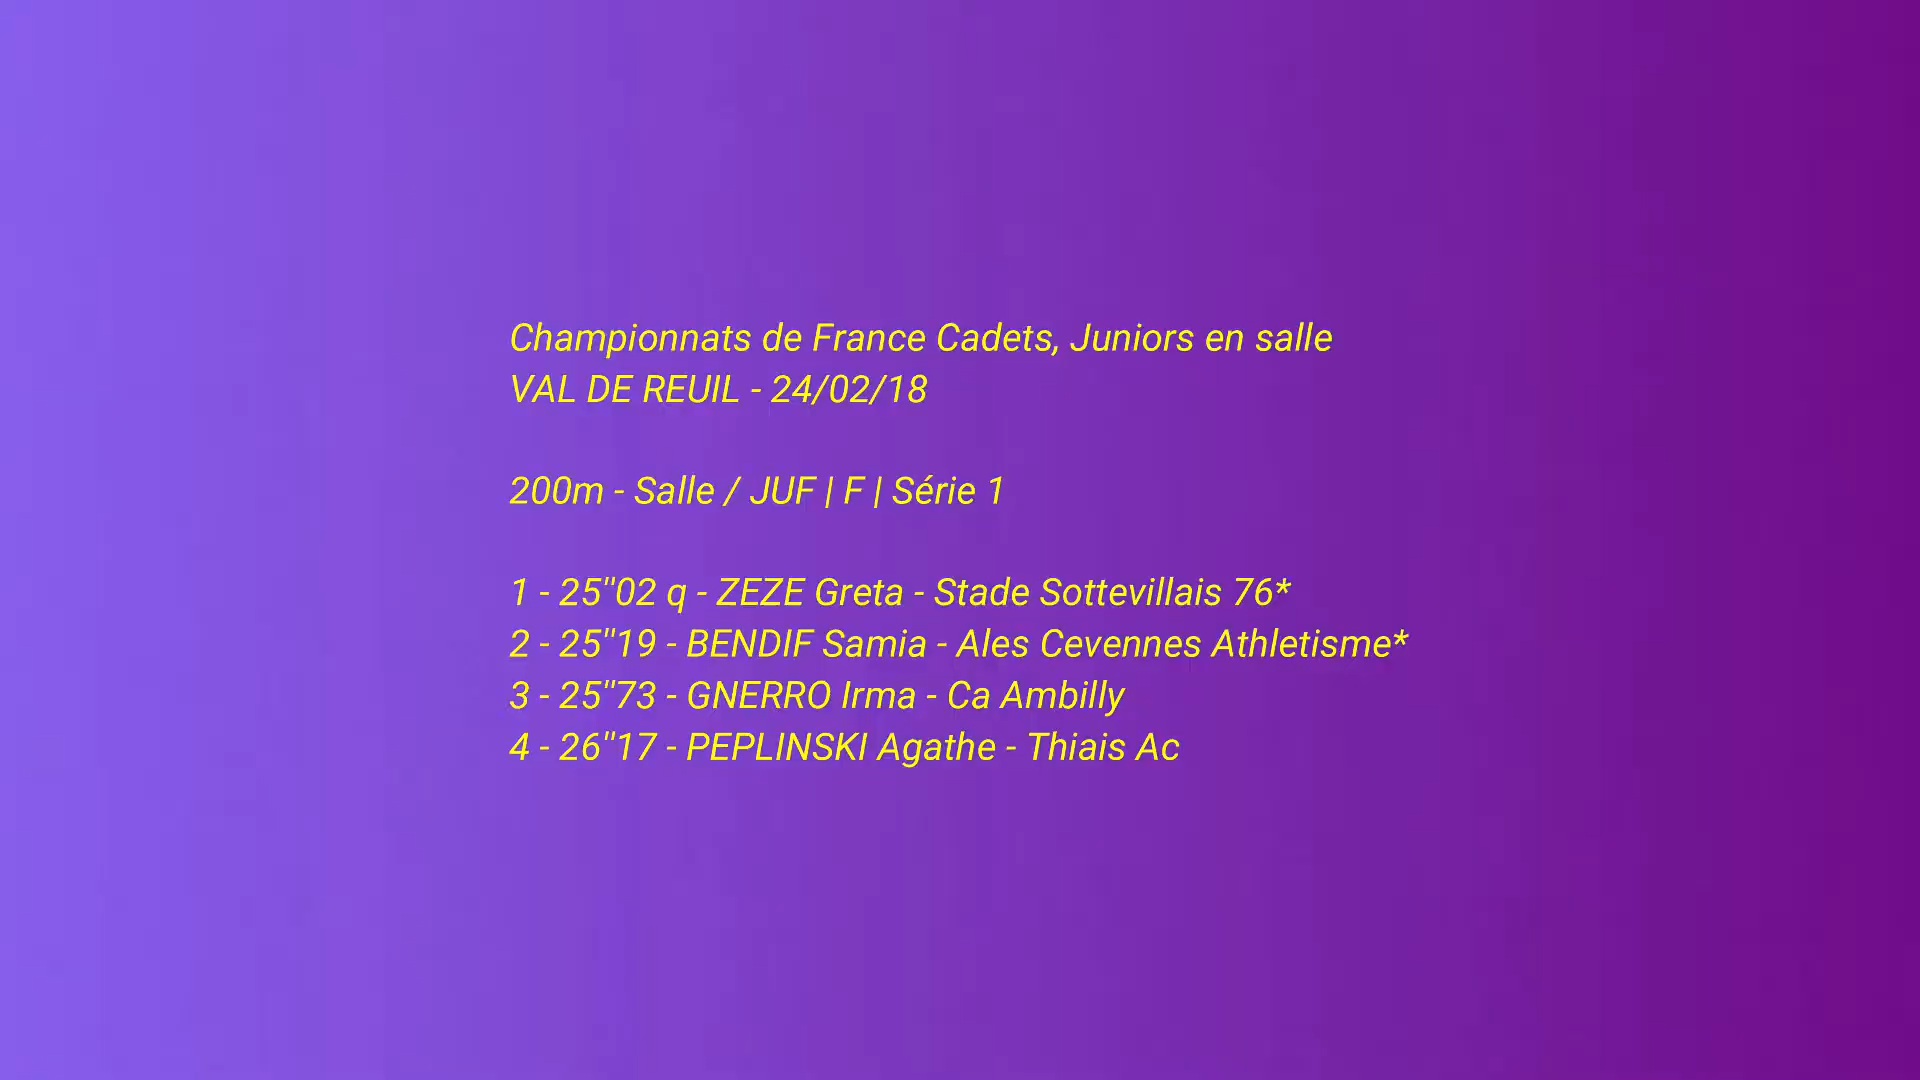 Championnats de France Cadets, Juniors en salle
VAL DE REUIL - 24/02/18
200m - Salle / JUF | F | Série 1
1 - 25"02 q - ZEZE Greta - Stade Sottevillais 76*
2 - 25"19 - BENDIF Samia - Ales Cevennes Athletisme*
3 - 25"73 - GNERRO Irma - Ca Ambilly
4 - 26"17 - PEPLINSKI Agathe - Thiais Ac